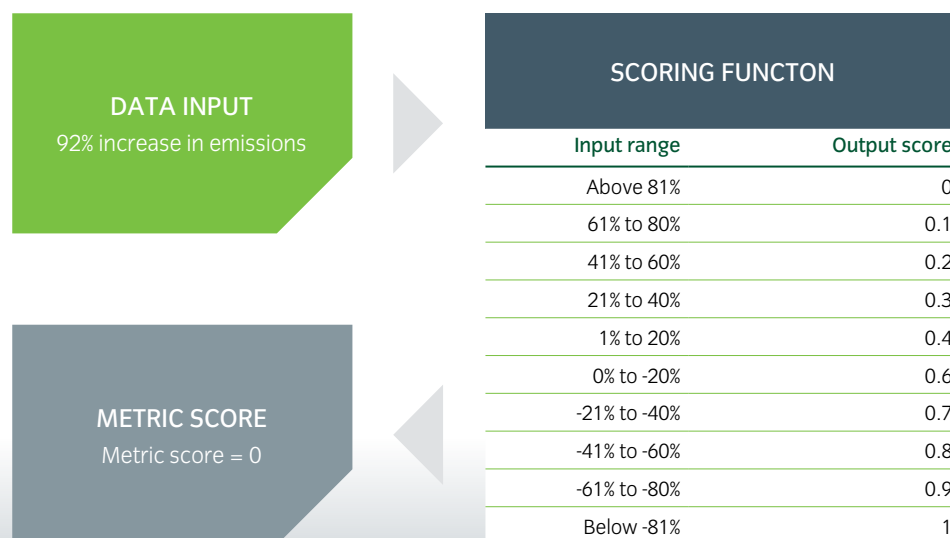 DATA INPUT
92% increase in emissions
SCORING FUNCTON
Input range Output score
Above 81% 0
61% to 80% 0.1
41% to 60% 0.2
21% to 40% 0.3
1% to 20% 0.4
0% to -20% 0.6
-21% to -40% 0.7
-41% to -60% 0.8
-61% to -80% 0.9
Below -81% 1
METRIC SCORE
Metric score = 0